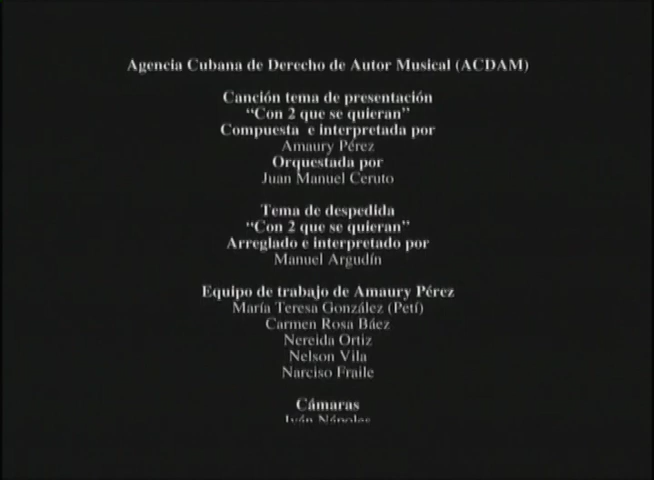 Agencia Cubana de Derecho de Autor Musical (ACDAM)
Canción tema de presentación
“Con 2 que se quieran”
Compuesta e interpretada por
Amaury Pérez
Orquestada por
Juan Manuel Ceruto
Tema de despedida
“Con 2 que se quieran”
Arreglado e interpretado por
Manuel Argudín
Equipo de trabajo de Amaury Pérez
María Teresa González (Petí)
Carmen Rosa Báez
Nereida Ortiz
Nelson Vila
Narciso Fraile
Cámaras
Iván Nápoles